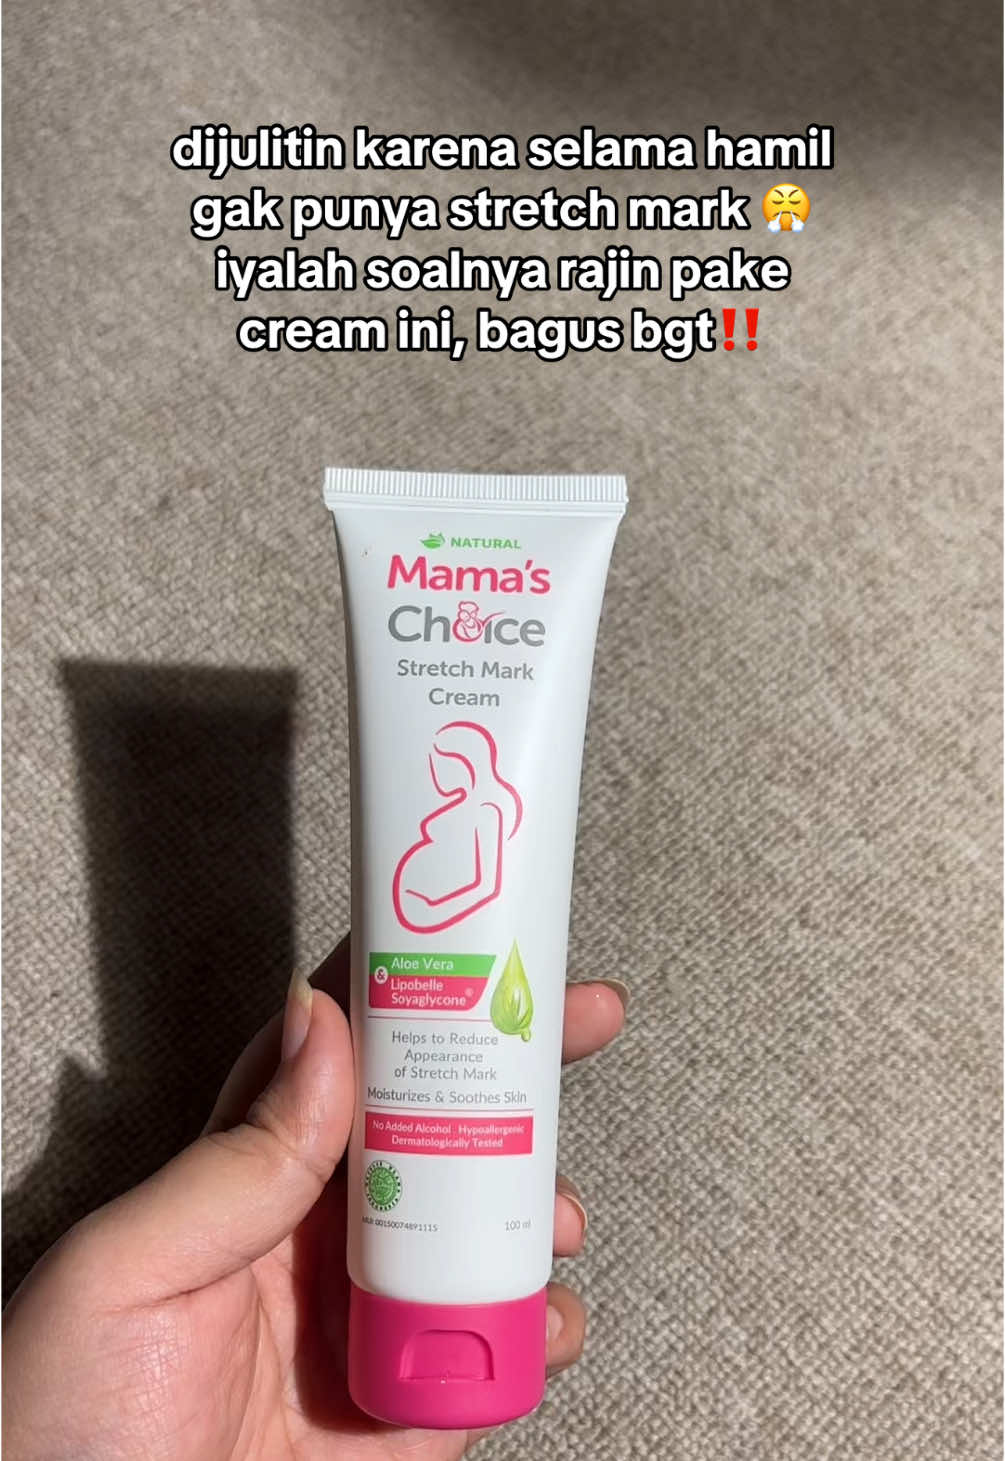 dijulitin karena selama hamil
gak punya stretch mark 😤
iyalah soalnya rajin pake
cream ini, bagus bgt‼️
NATURAL
Mama's
Choice
Stretch Mark
Cream
Aloe Vera
&
Lipobelle
Soyaglycone®
Helps to Reduce
Appearance
of Stretch Mark
Moisturizes & Soothes Skin
No Added Alcohol Hypoallergenic
Dermatologically Tested
00150074891115
100 ml